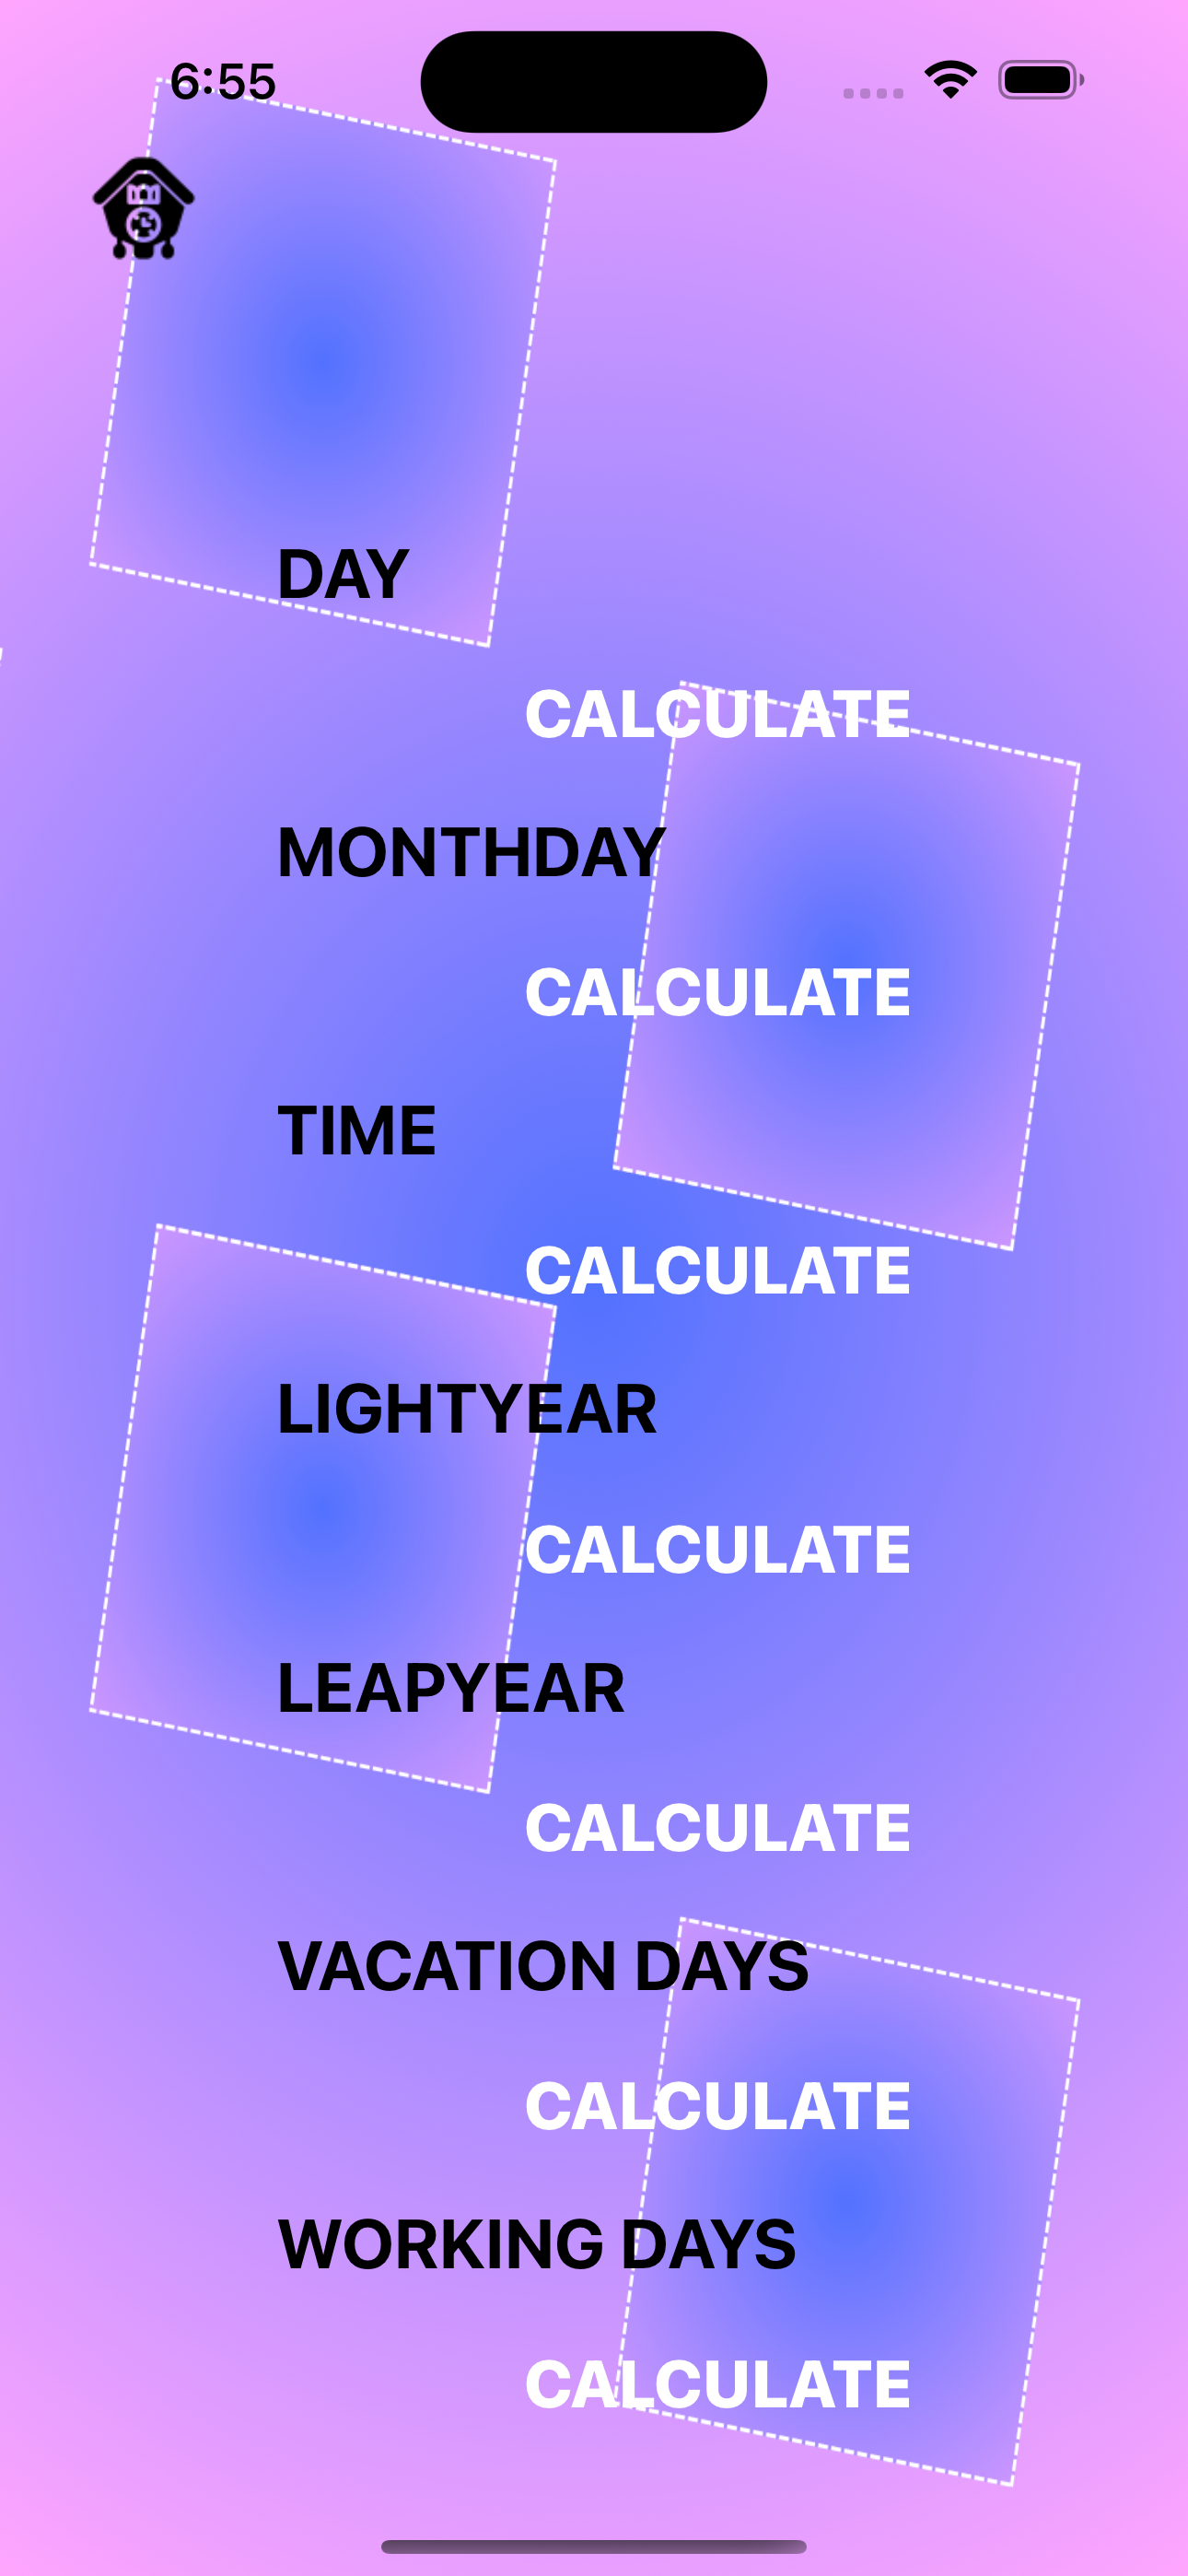 6:55
DAY
CALCULATE
MONTHDAY
CALCULATE
TIME
CALCULATE
LIGHTYEAR
CALCULATE
LEAPYEAR
CALCULATE
VACATION DAYS
CALCULATE
WORKING DAYS
CALCULATE